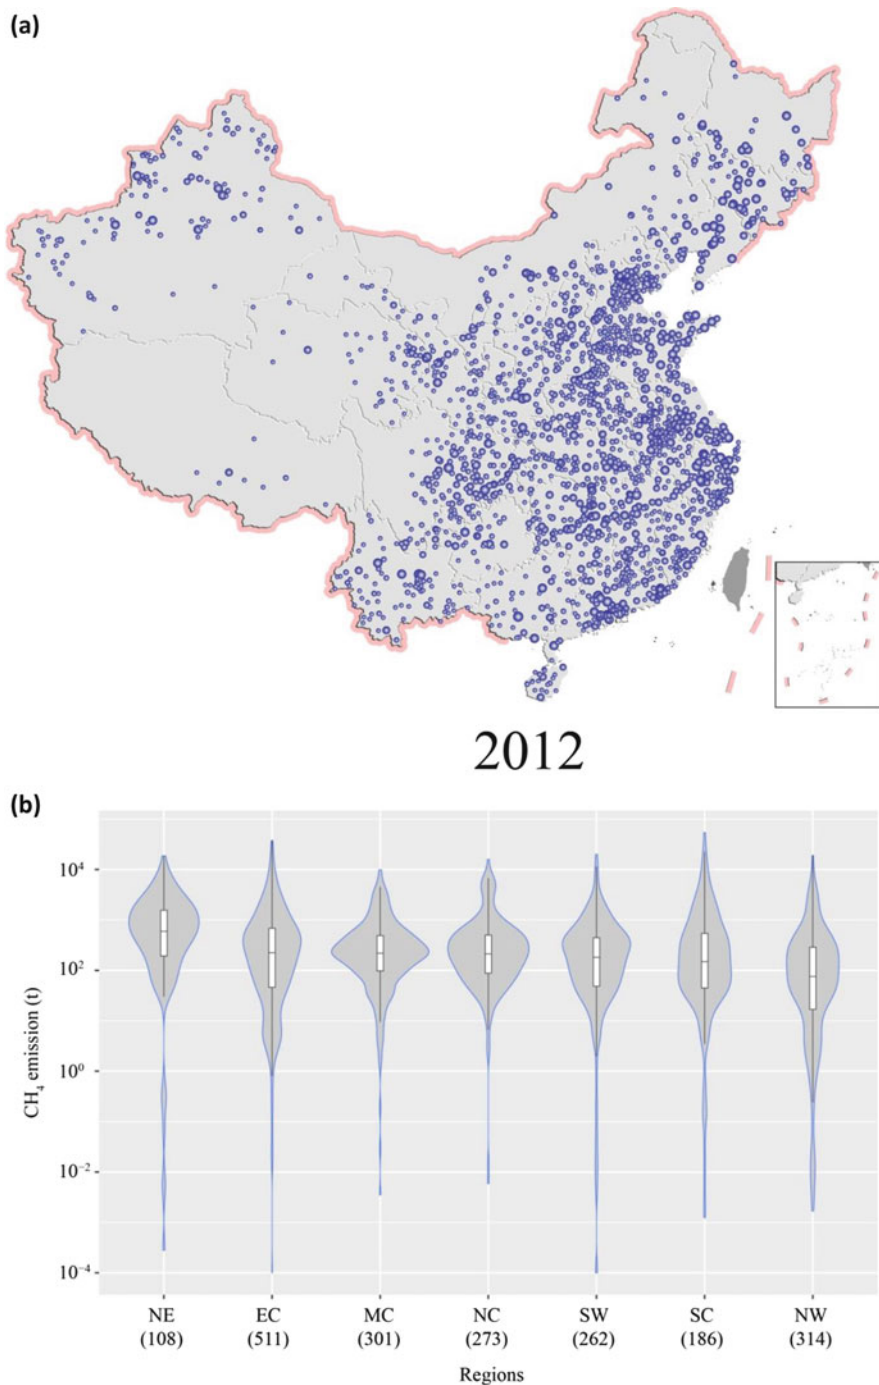 (a)
2012
(b)
CH₄ emission (t)
10⁴
10²
10⁰
10⁻²
10⁻⁴
NE EC MC NC SW SC NW
(108) (511) (301) (273) (262) (186) (314)
Regions